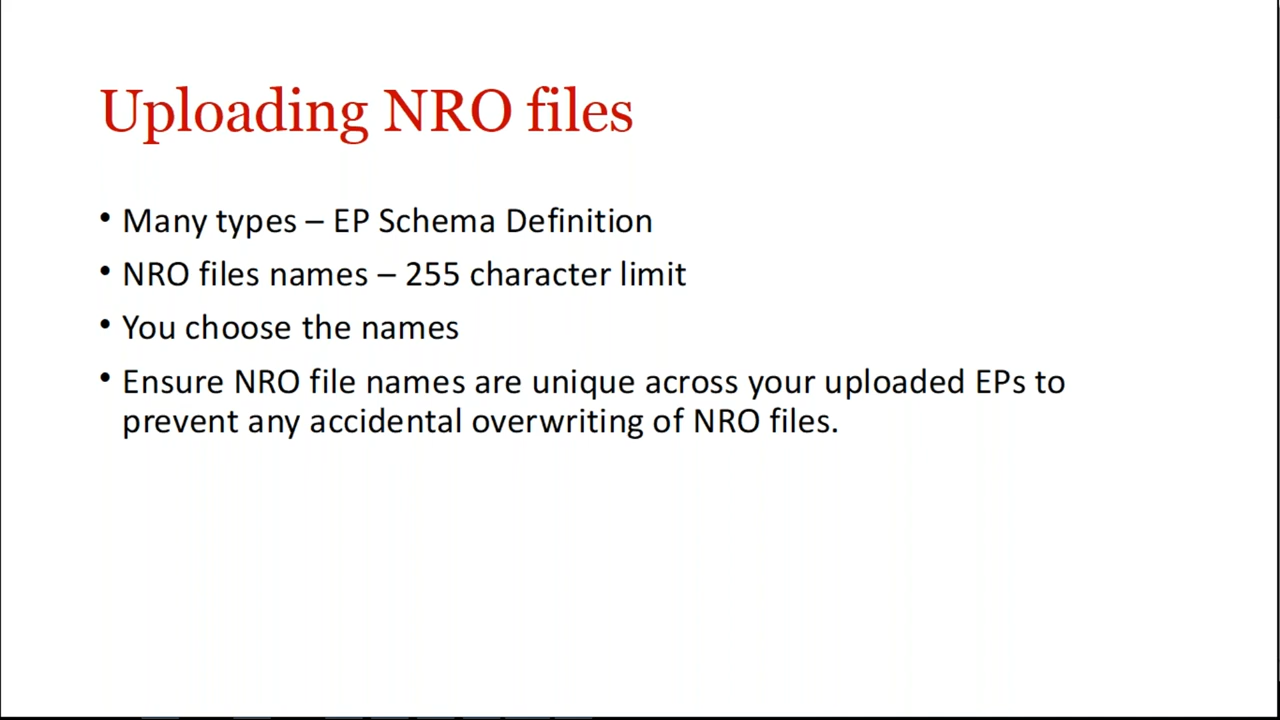 Uploading NRO files
• Many types – EP Schema Definition
• NRO files names – 255 character limit
• You choose the names
• Ensure NRO file names are unique across your uploaded EPs to
prevent any accidental overwriting of NRO files.